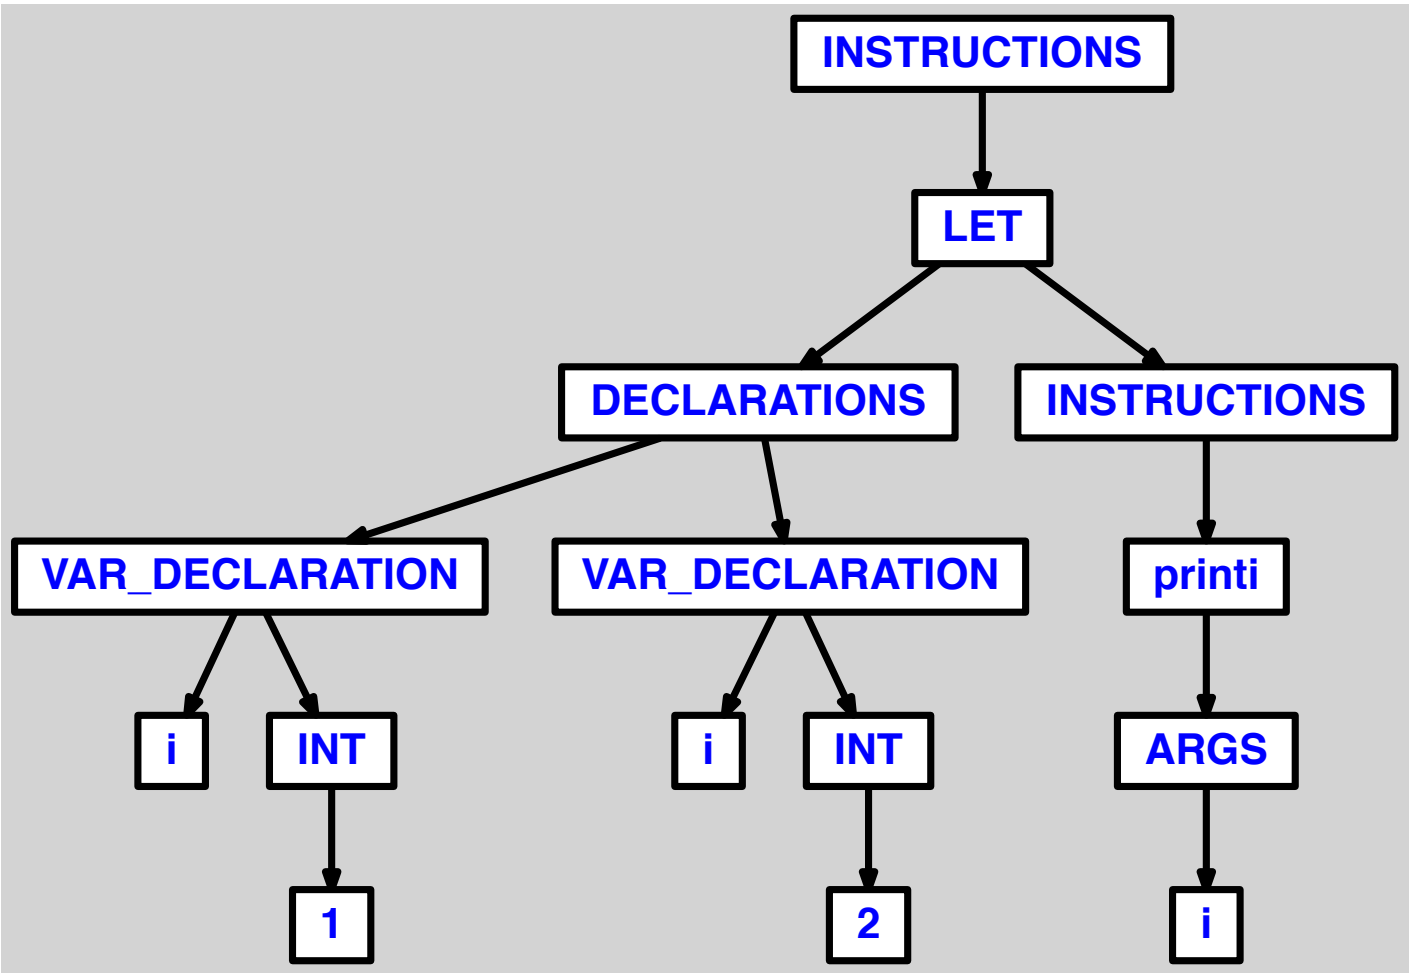 INSTRUCTIONS
LET
DECLARATIONS
INSTRUCTIONS
VAR_DECLARATION
VAR_DECLARATION
printi
i
INT
i
INT
ARGS
1
2
i